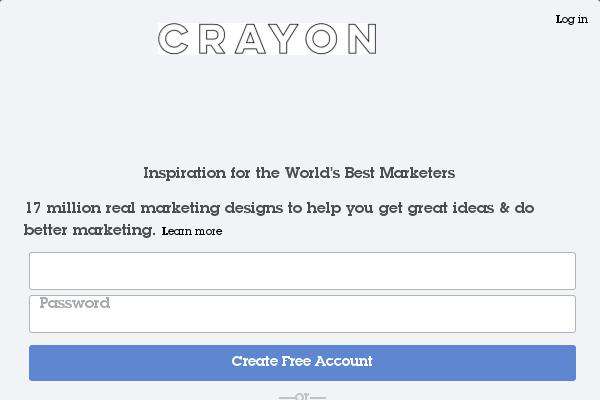 Log in
CRAYON
Inspiration for the World's Best Marketers
17 million real marketing designs to help you get great ideas & do
better marketing. Learn more
Password
Create Free Account
or